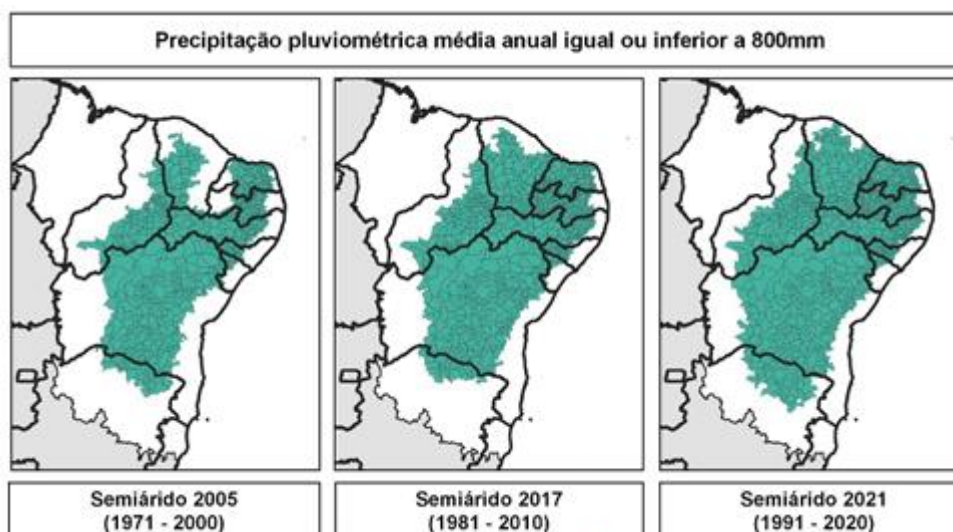 Precipitação pluviométrica média anual igual ou inferior a 800mm
Semiárido 2005
(1971 - 2000)
Semiárido 2017
(1981 - 2010)
Semiárido 2021
(1991 - 2020)